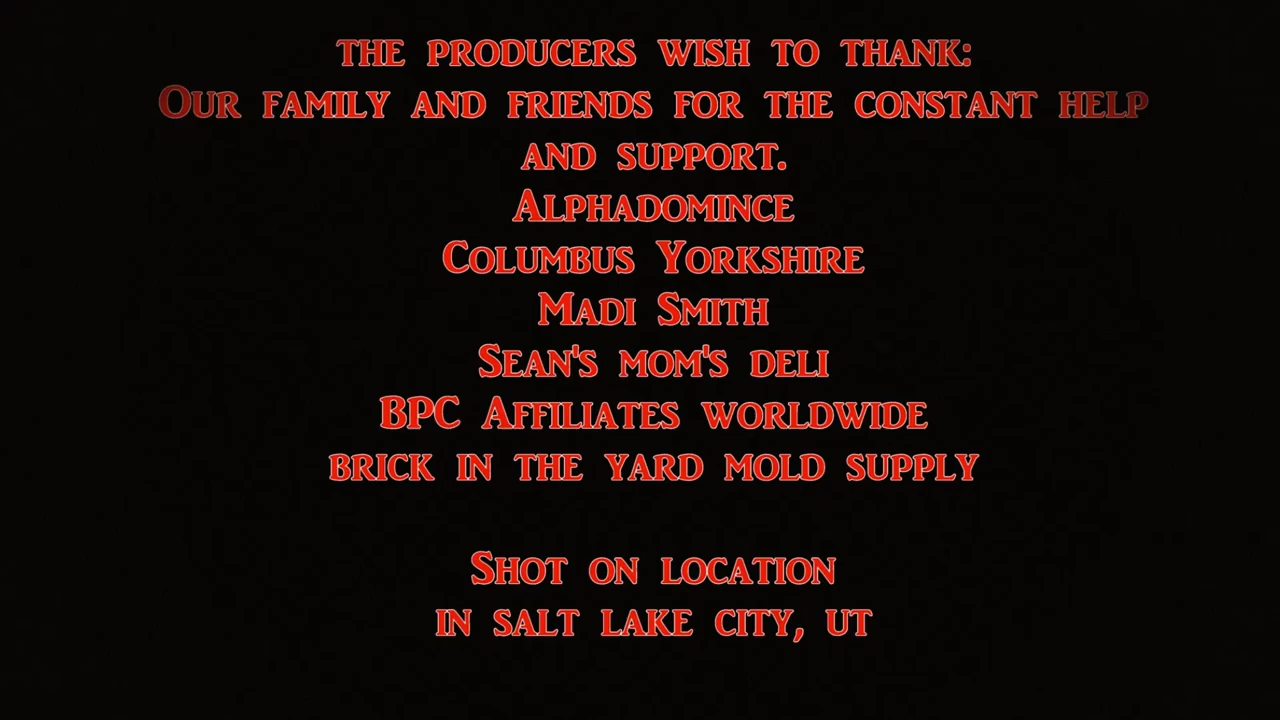 THE PRODUCERS WISH TO THANK:
OUR FAMILY AND FRIENDS FOR THE CONSTANT HELP
AND SUPPORT.
ALPHADOMINCE
COLUMBUS YORKSHIRE
MADI SMITH
SEAN'S MOM'S DELI
BPC AFFILIATES WORLDWIDE
BRICK IN THE YARD MOLD SUPPLY
SHOT ON LOCATION
IN SALT LAKE CITY, UT